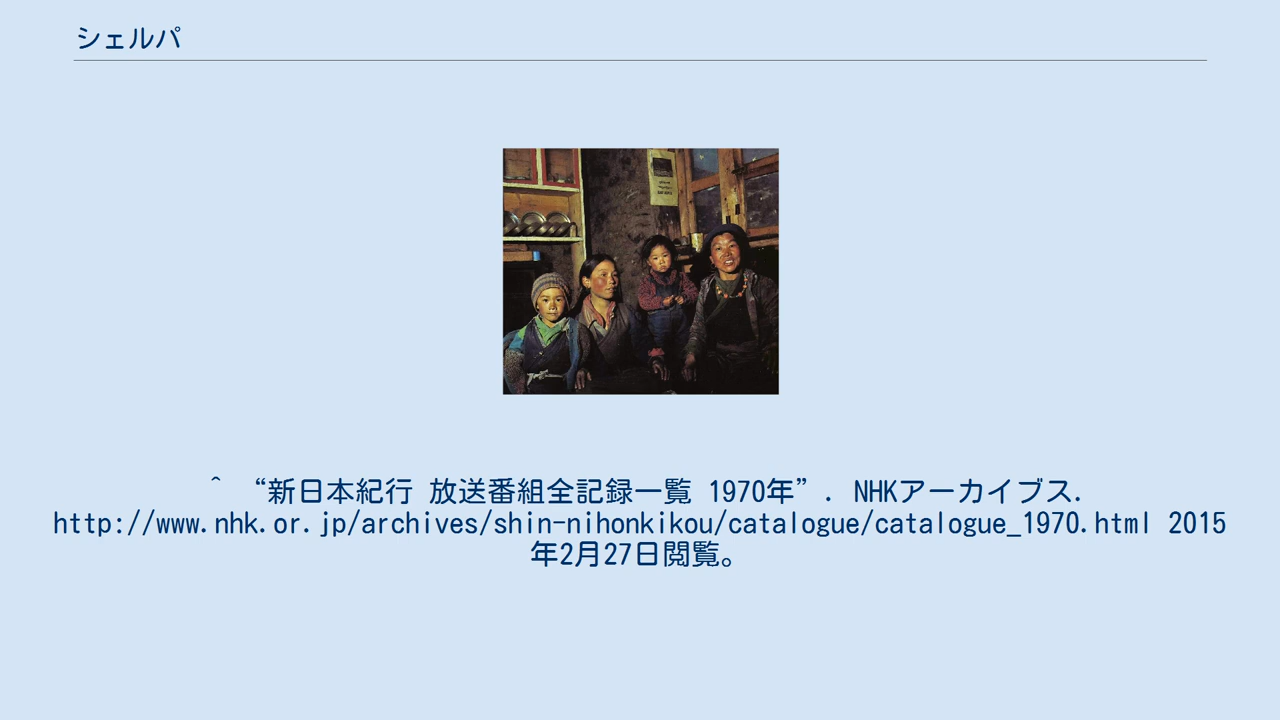 シェルパ
^ “新日本紀行 放送番組全記録一覧 1970年”. NHKアーカイブス.
http://www.nhk.or.jp/archives/shin-nihonkikou/catalogue/catalogue_1970.html 2015
年2月27日閲覧。